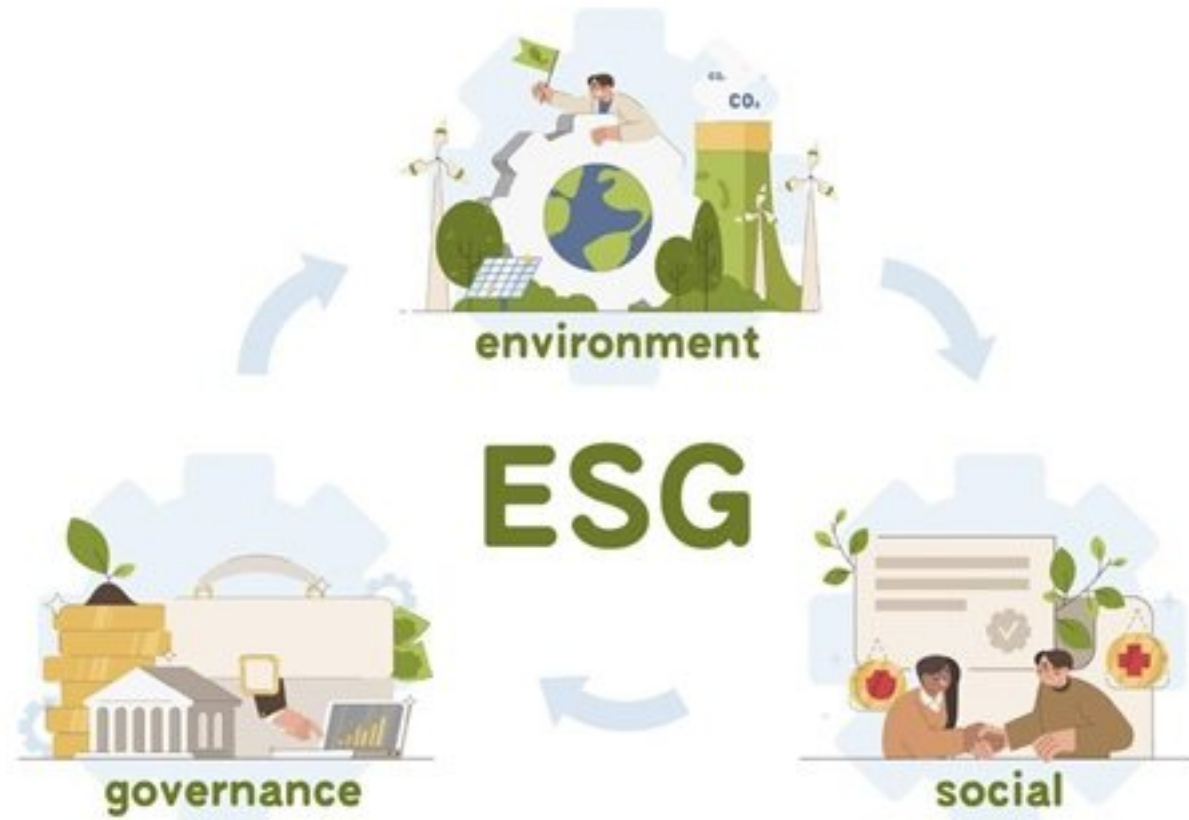 CO₂
CO₂
environment
ESG
governance
social